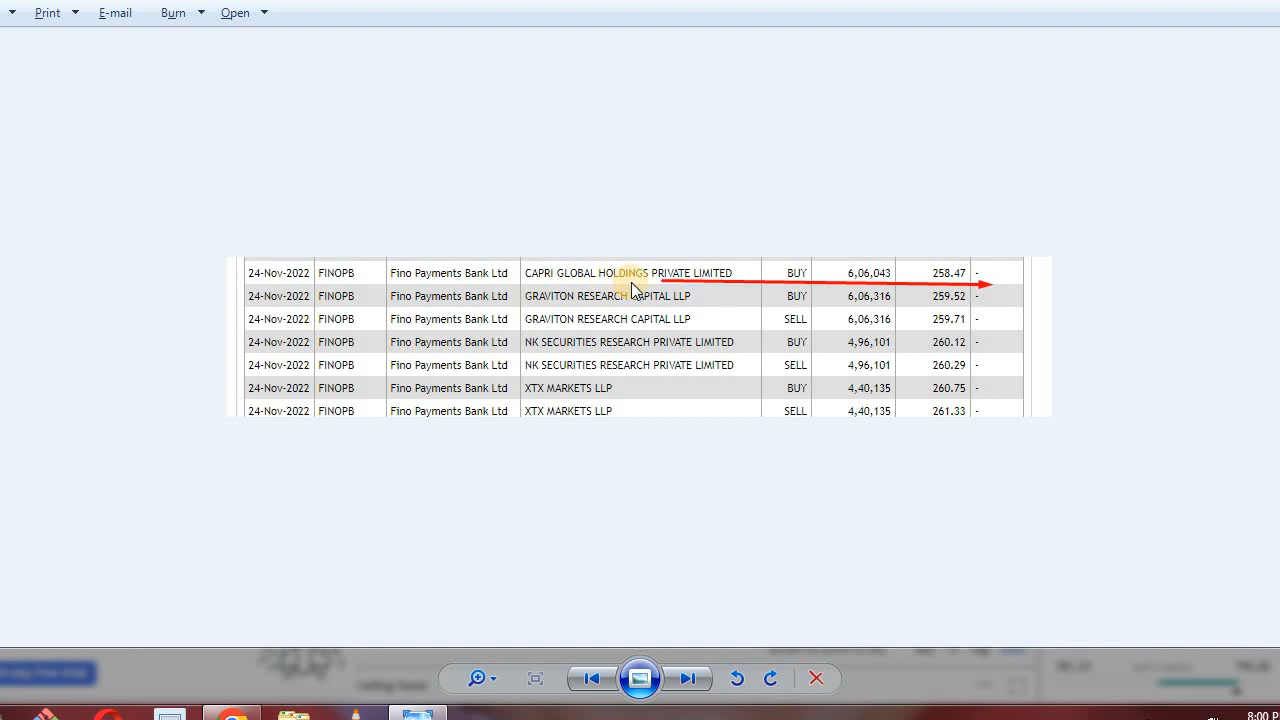 Print E-mail Burn Open
24-Nov-2022 FINOPB Fino Payments Bank Ltd CAPRI GLOBAL HOLDINGS PRIVATE LIMITED BUY 6,06,043 258.47 -
24-Nov-2022 FINOPB Fino Payments Bank Ltd GRAVITON RESEARCH CAPITAL LLP BUY 6,06,316 259.52 -
24-Nov-2022 FINOPB Fino Payments Bank Ltd GRAVITON RESEARCH CAPITAL LLP SELL 6,06,316 259.71 -
24-Nov-2022 FINOPB Fino Payments Bank Ltd NK SECURITIES RESEARCH PRIVATE LIMITED BUY 4,96,101 260.12 -
24-Nov-2022 FINOPB Fino Payments Bank Ltd NK SECURITIES RESEARCH PRIVATE LIMITED SELL 4,96,101 260.29 -
24-Nov-2022 FINOPB Fino Payments Bank Ltd XTX MARKETS LLP BUY 4,40,135 260.75 -
24-Nov-2022 FINOPB Fino Payments Bank Ltd XTX MARKETS LLP SELL 4,40,135 261.33 -
8:00 P